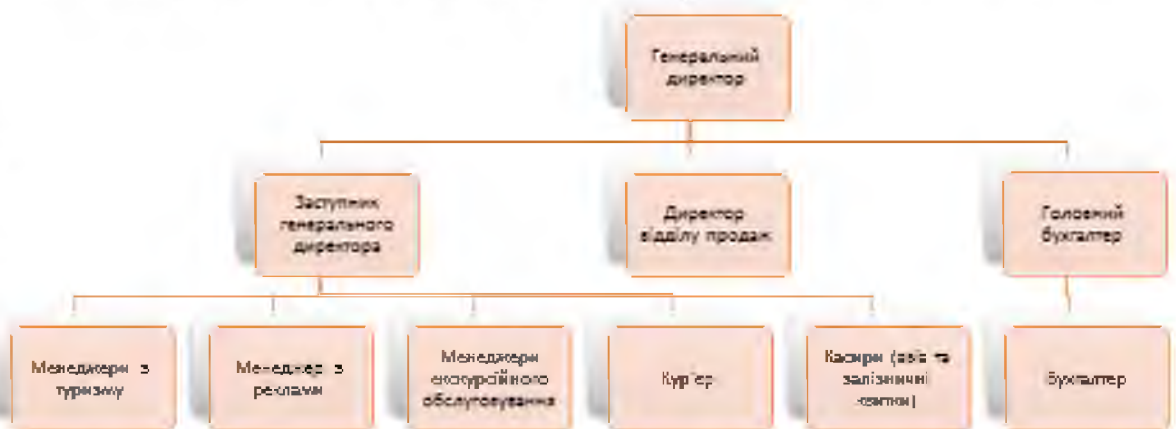 Генеральний
директор
Заступник
генерального
директора
Директор
відділу продаж
Головний
бухгалтер
Менеджери з
туризму
Менеджер з
реклами
Менеджери
екскурсійного
обслуговування
Кур'єр
Касири (авіа та
залізничні
квитки)
Бухгалтер